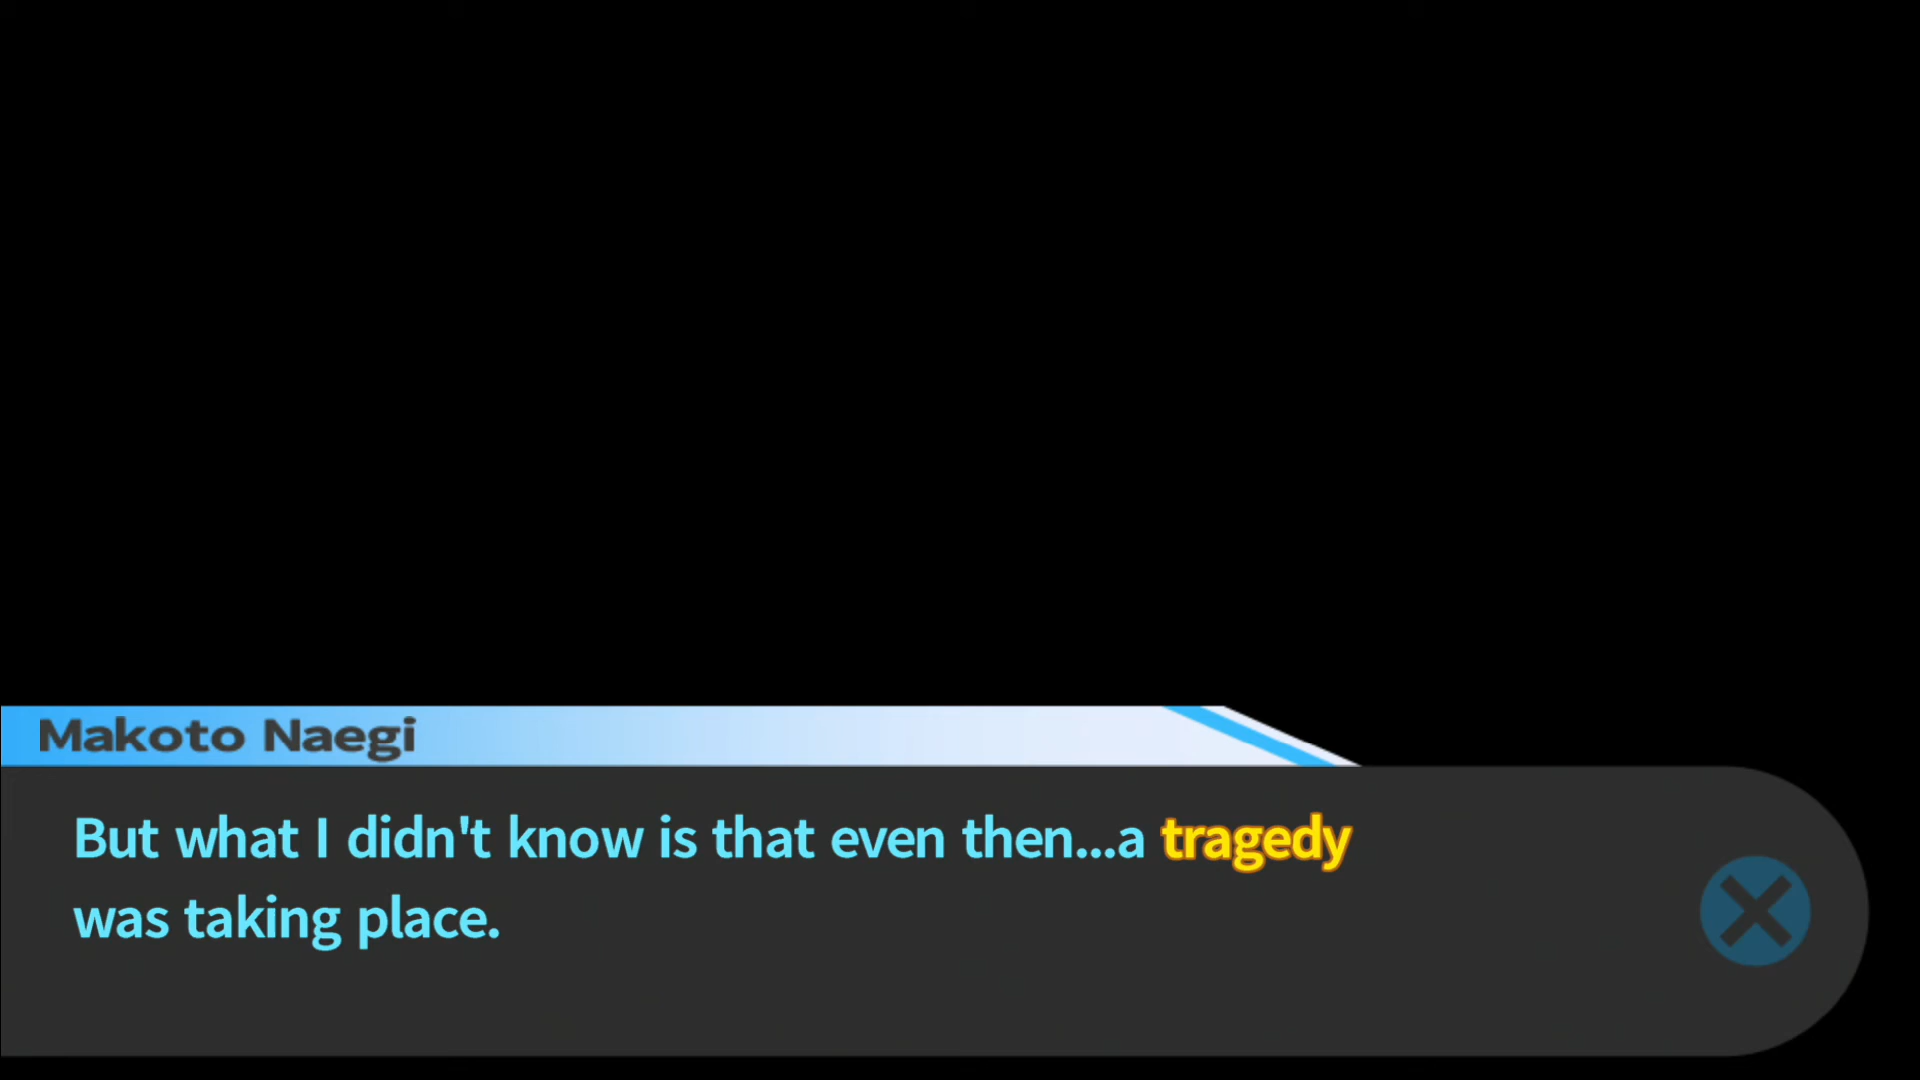 Makoto Naegi
But what I didn't know is that even then...a tragedy
was taking place.